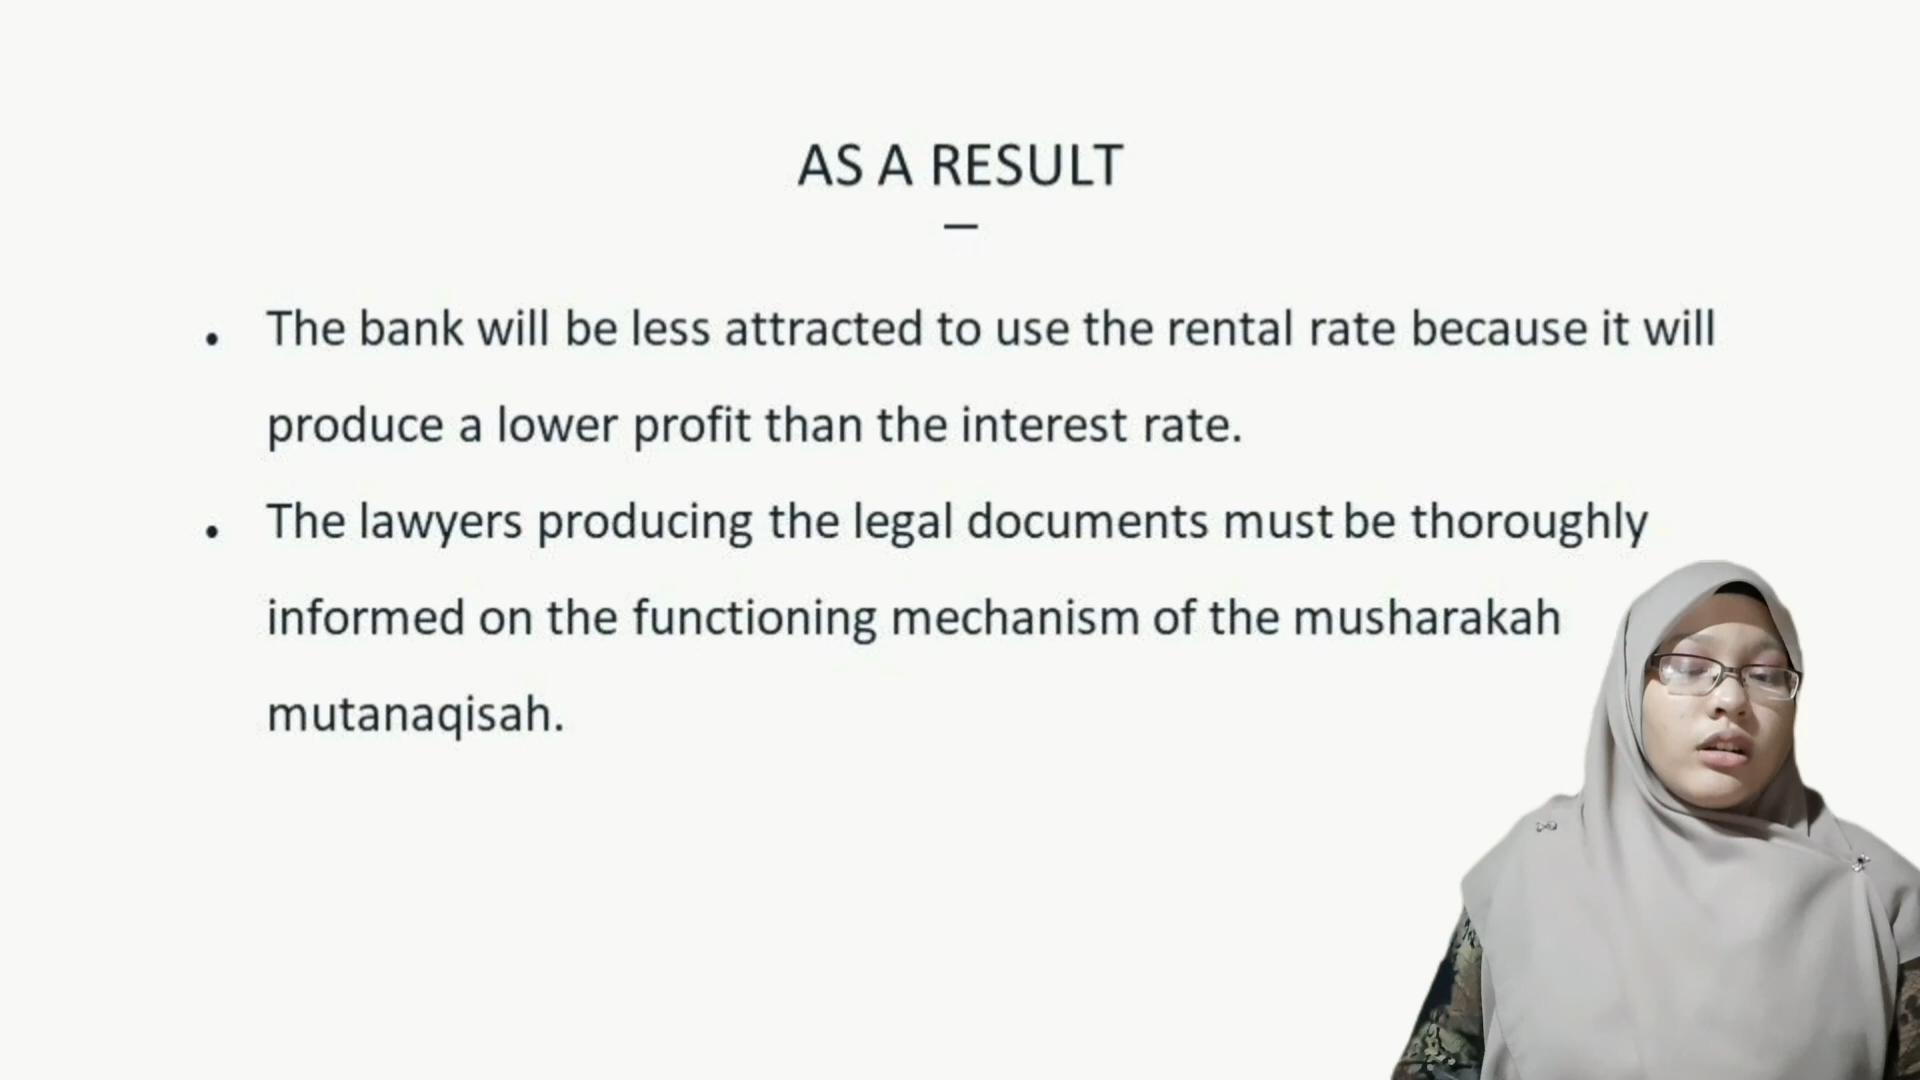 AS A RESULT
• The bank will be less attracted to use the rental rate because it will
produce a lower profit than the interest rate.
• The lawyers producing the legal documents must be thoroughly
informed on the functioning mechanism of the musharakah
mutanaqisah.